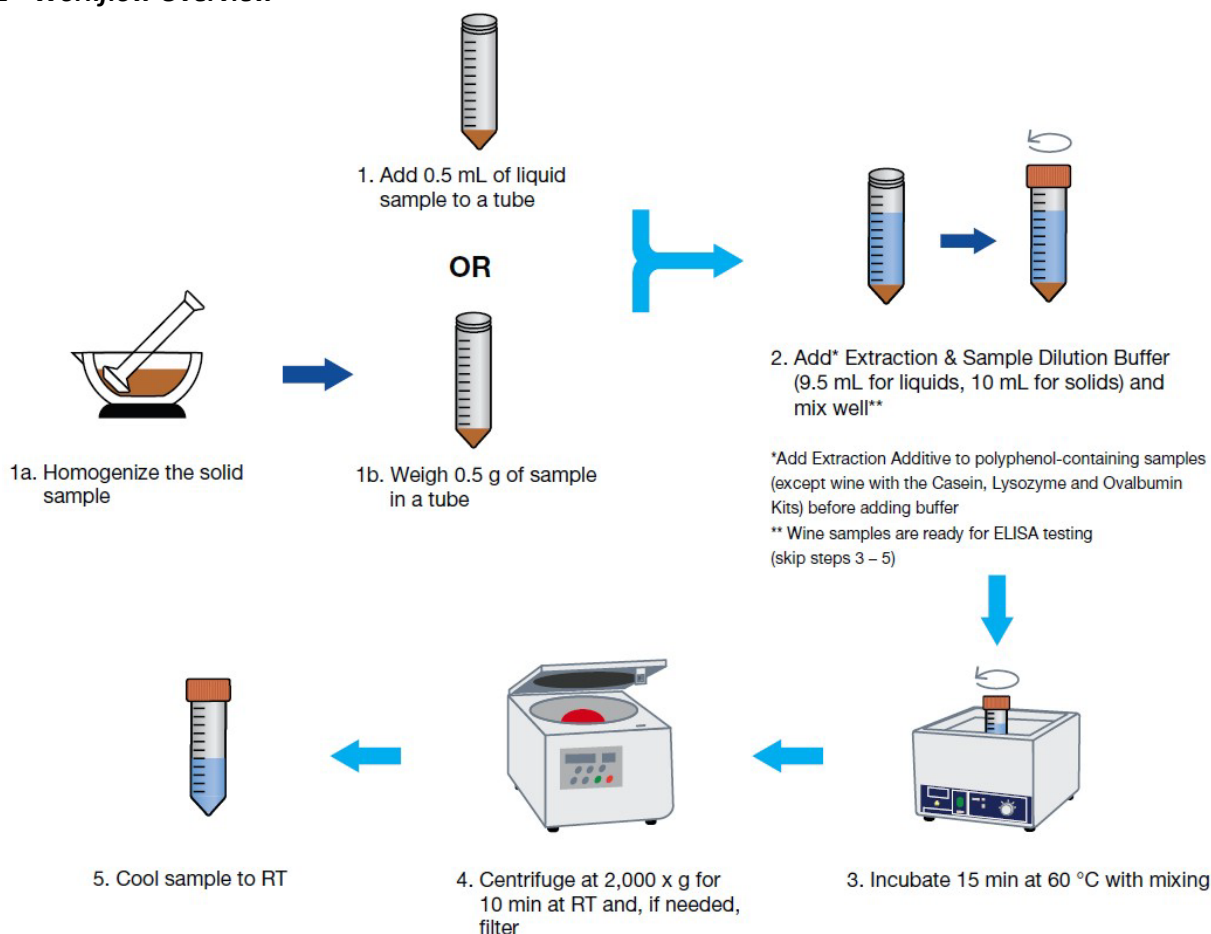 1. Add 0.5 mL of liquid
sample to a tube
OR
1a. Homogenize the solid
sample
1b. Weigh 0.5 g of sample
in a tube
2. Add* Extraction & Sample Dilution Buffer
(9.5 mL for liquids, 10 mL for solids) and
mix well**
*Add Extraction Additive to polyphenol-containing samples
(except wine with the Casein, Lysozyme and Ovalbumin
Kits) before adding buffer
** Wine samples are ready for ELISA testing
(skip steps 3 – 5)
5. Cool sample to RT
4. Centrifuge at 2,000 x g for
10 min at RT and, if needed,
filter
3. Incubate 15 min at 60 °C with mixing